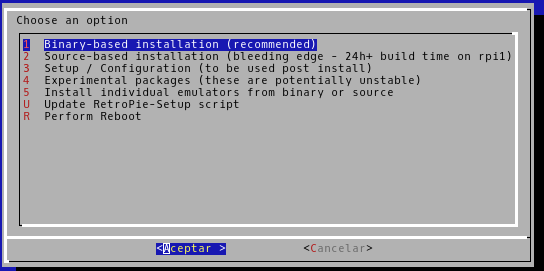 Choose an option
1 Binary-based installation (recommended)
2 Source-based installation (bleeding edge - 24h+ build time on rpi1)
3 Setup / Configuration (to be used post install)
4 Experimental packages (these are potentially unstable)
5 Install individual emulators from binary or source
U Update RetroPie-Setup script
R Perform Reboot
<Aceptar > <Cancelar>